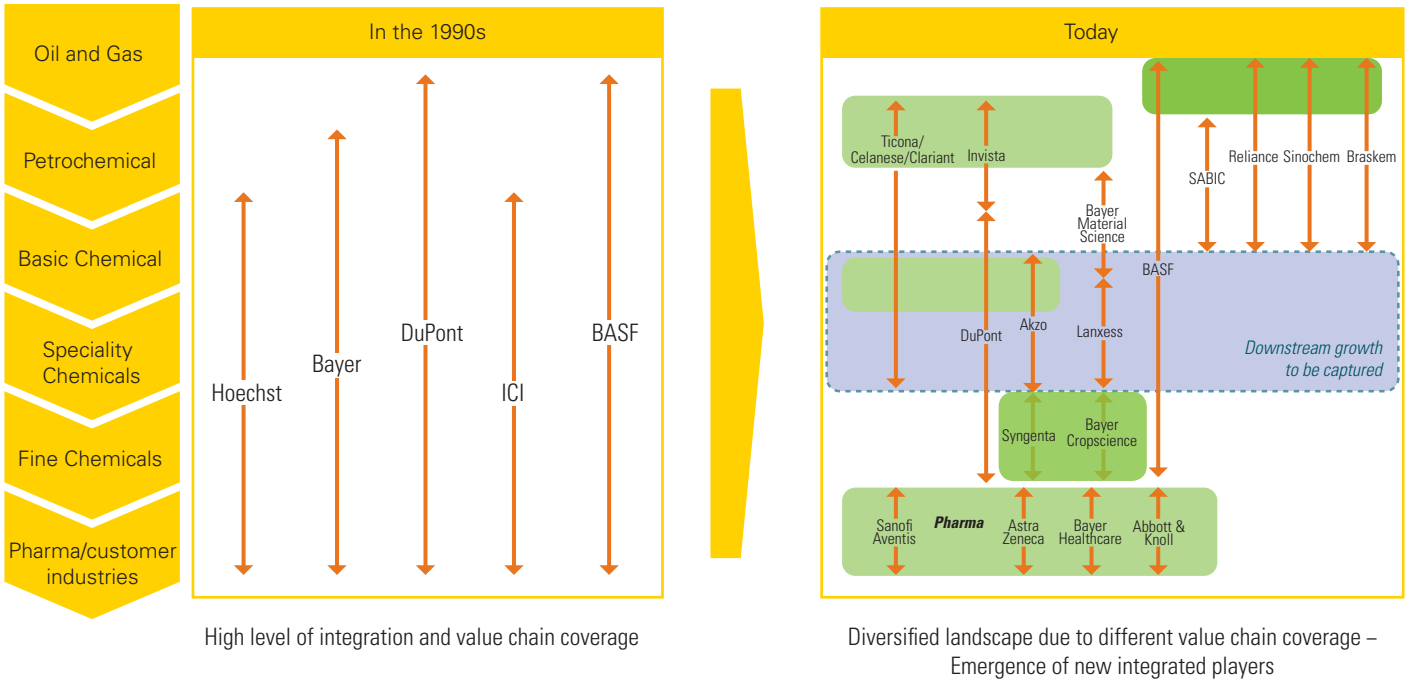 Oil and Gas
Petrochemical
Basic Chemical
Speciality
Chemicals
Fine Chemicals
Pharma/customer
industries
In the 1990s
Hoechst
Bayer
DuPont
ICI
BASF
High level of integration and value chain coverage
Today
Ticona/
Celanese/Clariant
Invista
Bayer
Material
Science
SABIC
Reliance
Sinochem
Braskem
BASF
DuPont
Akzo
Lanxess
Downstream growth
to be captured
Syngenta
Bayer
Cropscience
Sanofi
Aventis
Pharma
Astra
Zeneca
Bayer
Healthcare
Abbott &
Knoll
Diversified landscape due to different value chain coverage –
Emergence of new integrated players